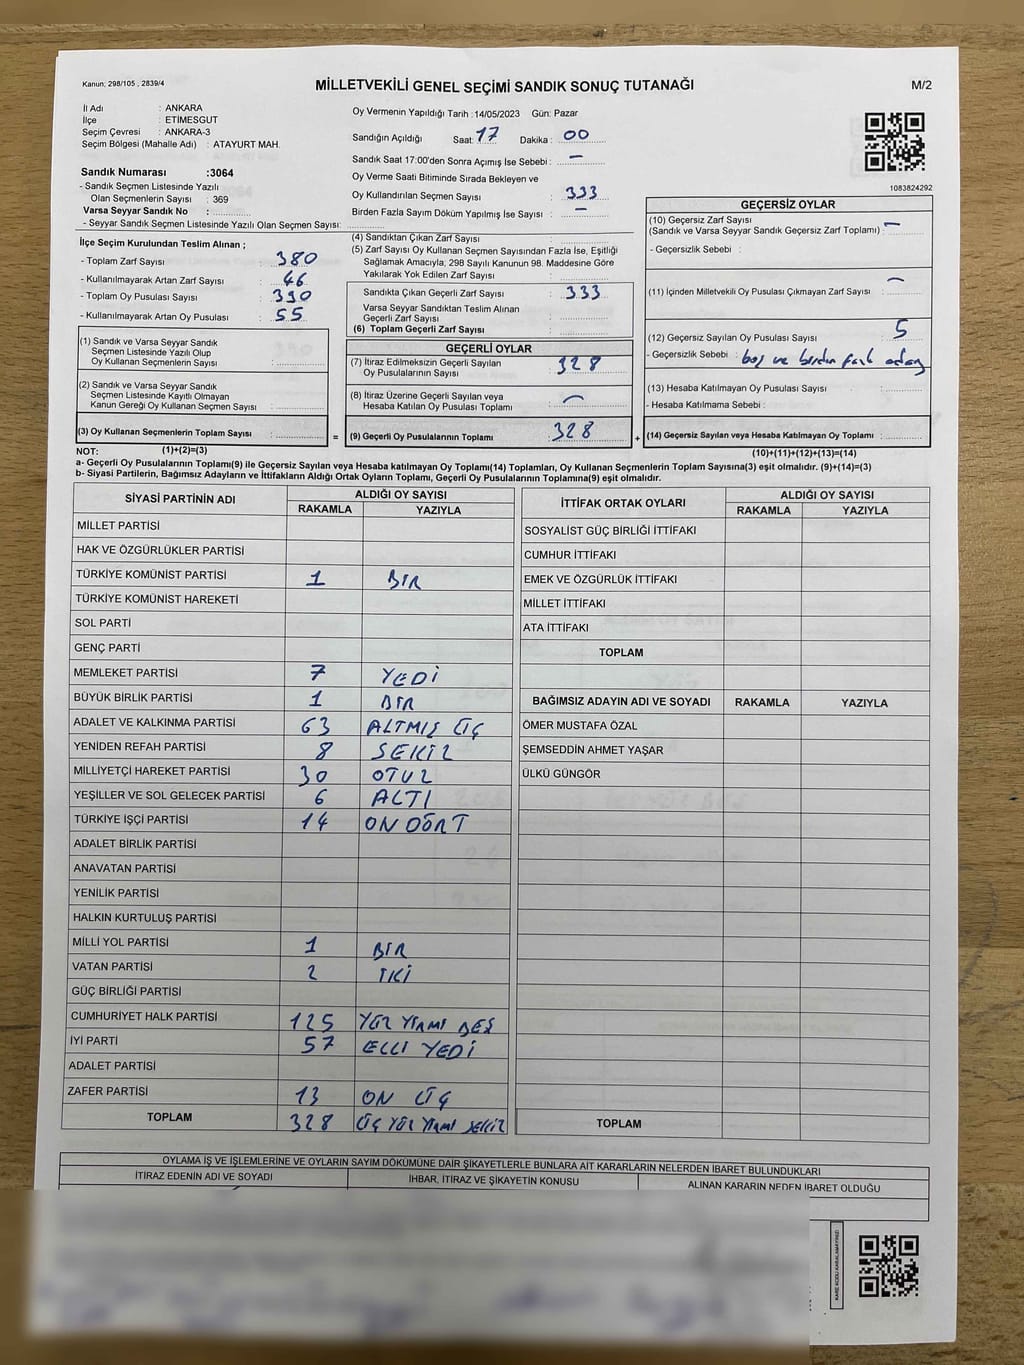 Kanun; 298/105 , 2839/4
MİLLETVEKİLİ GENEL SEÇİMİ SANDIK SONUÇ TUTANAĞI
M/2
İl Adı : ANKARA
İlçe : ETİMESGUT
Seçim Çevresi : ANKARA-3
Seçim Bölgesi (Mahalle Adı) : ATAYURT MAH.
Sandık Numarası :3064
- Sandık Seçmen Listesinde Yazılı
Olan Seçmenlerin Sayısı : 369
Varsa Seyyar Sandık No :
- Seyyar Sandık Seçmen Listesinde Yazılı Olan Seçmen Sayısı:
Oy Vermenin Yapıldığı Tarih :14/05/2023 Gün: Pazar
Sandığın Açıldığı Saat: 17 Dakika : 00
Sandık Saat 17:00'den Sonra Açımış İse Sebebi : –
Oy Verme Saati Bitiminde Sırada Bekleyen ve
Oy Kullandırılan Seçmen Sayısı : 333
Birden Fazla Sayım Döküm Yapılmış İse Sayısı : –
1083824292
İlçe Seçim Kurulundan Teslim Alınan ;
- Toplam Zarf Sayısı : 380
- Kullanılmayarak Artan Zarf Sayısı : 46
- Toplam Oy Pusulası Sayısı : 390
- Kullanılmayarak Artan Oy Pusulası : 55
(1) Sandık ve Varsa Seyyar Sandık
Seçmen Listesinde Yazılı Olup
Oy Kullanan Seçmenlerin Sayısı :
(2) Sandık ve Varsa Seyyar Sandık
Seçmen Listesinde Kayıtlı Olmayan
Kanun Gereği Oy Kullanan Seçmen Sayısı :
(3) Oy Kullanan Seçmenlerin Toplam Sayısı :
(4) Sandıktan Çıkan Zarf Sayısı :
(5) Zarf Sayısı Oy Kullanan Seçmen Sayısından Fazla İse, Eşitliği
Sağlamak Amacıyla; 298 Sayılı Kanunun 98. Maddesine Göre
Yakılarak Yok Edilen Zarf Sayısı :
Sandıkta Çıkan Geçerli Zarf Sayısı : 333
Varsa Seyyar Sandıktan Teslim Alınan
Geçerli Zarf Sayısı :
(6) Toplam Geçerli Zarf Sayısı :
GEÇERLİ OYLAR
(7) İtiraz Edilmeksizin Geçerli Sayılan
Oy Pusulalarının Sayısı : 328
(8) İtiraz Üzerine Geçerli Sayılan veya
Hesaba Katılan Oy Pusulası Toplamı : –
= (9) Geçerli Oy Pusulalarının Toplamı : 328
GEÇERSİZ OYLAR
(10) Geçersiz Zarf Sayısı
(Sandık ve Varsa Seyyar Sandık Geçersiz Zarf Toplamı) : –
- Geçersizlik Sebebi :
(11) İçinden Milletvekili Oy Pusulası Çıkmayan Zarf Sayısı : –
(12) Geçersiz Sayılan Oy Pusulası Sayısı : 5
- Geçersizlik Sebebi : boş ve birden fazla
(13) Hesaba Katılmayan Oy Pusulası Sayısı :
- Hesaba Katılmama Sebebi :
+ (14) Geçersiz Sayılan veya Hesaba Katılmayan Oy Toplamı :
NOT: (1)+(2)=(3)
(10)+(11)+(12)+(13)=(14)
a- Geçerli Oy Pusulalarının Toplamı(9) ile Geçersiz Sayılan veya Hesaba katılmayan Oy Toplamı(14) Toplamları, Oy Kullanan Seçmenlerin Toplam Sayısına(3) eşit olmalıdır. (9)+(14)=(3)
b- Siyasi Partilerin, Bağımsız Adayların ve İttifakların Aldığı Ortak Oyların Toplamı, Geçerli Oy Pusulalarının Toplamına(9) eşit olmalıdır.
SİYASİ PARTİNİN ADI
ALDIĞI OY SAYISI
RAKAMLA YAZIYLA
MİLLET PARTİSİ
HAK VE ÖZGÜRLÜKLER PARTİSİ
TÜRKİYE KOMÜNİST PARTİSİ 1 BİR
TÜRKİYE KOMÜNİST HAREKETİ
SOL PARTİ
GENÇ PARTİ
MEMLEKET PARTİSİ 7 YEDİ
BÜYÜK BİRLİK PARTİSİ 1 BİR
ADALET VE KALKINMA PARTİSİ 63 ALTMIŞ ÜÇ
YENİDEN REFAH PARTİSİ 8 SEKİZ
MİLLİYETÇİ HAREKET PARTİSİ 30 OTUZ
YEŞİLLER VE SOL GELECEK PARTİSİ 6 ALTI
TÜRKİYE İŞÇİ PARTİSİ 14 ON DÖRT
ADALET BİRLİK PARTİSİ
ANAVATAN PARTİSİ
YENİLİK PARTİSİ
HALKIN KURTULUŞ PARTİSİ
MİLLİ YOL PARTİSİ 1 BİR
VATAN PARTİSİ 2 İKİ
GÜÇ BİRLİĞİ PARTİSİ
CUMHURİYET HALK PARTİSİ 125 YÜZ YİRMİ BEŞ
İYİ PARTİ 57 ELLİ YEDİ
ADALET PARTİSİ
ZAFER PARTİSİ 13 ON ÜÇ
TOPLAM 328 ÜÇ YÜZ YİRMİ SEKİZ
İTTİFAK ORTAK OYLARI
ALDIĞI OY SAYISI
RAKAMLA YAZIYLA
SOSYALİST GÜÇ BİRLİĞİ İTTİFAKI
CUMHUR İTTİFAKI
EMEK VE ÖZGÜRLÜK İTTİFAKI
MİLLET İTTİFAKI
ATA İTTİFAKI
TOPLAM
BAĞIMSIZ ADAYIN ADI VE SOYADI RAKAMLA YAZIYLA
ÖMER MUSTAFA ÖZAL
ŞEMSEDDİN AHMET YAŞAR
ÜLKÜ GÜNGÖR
TOPLAM
OYLAMA İŞ VE İŞLEMLERİNE VE OYLARIN SAYIM DÖKÜMÜNE DAİR ŞİKAYETLERLE BUNLARA AİT KARARLARIN NELERDEN İBARET BULUNDUKLARI
İTİRAZ EDENİN ADI VE SOYADI
İHBAR, İTİRAZ VE ŞİKAYETİN KONUSU
ALINAN KARARIN NEDEN İBARET OLDUĞU
KARE KODU KARALAMAYINIZ!